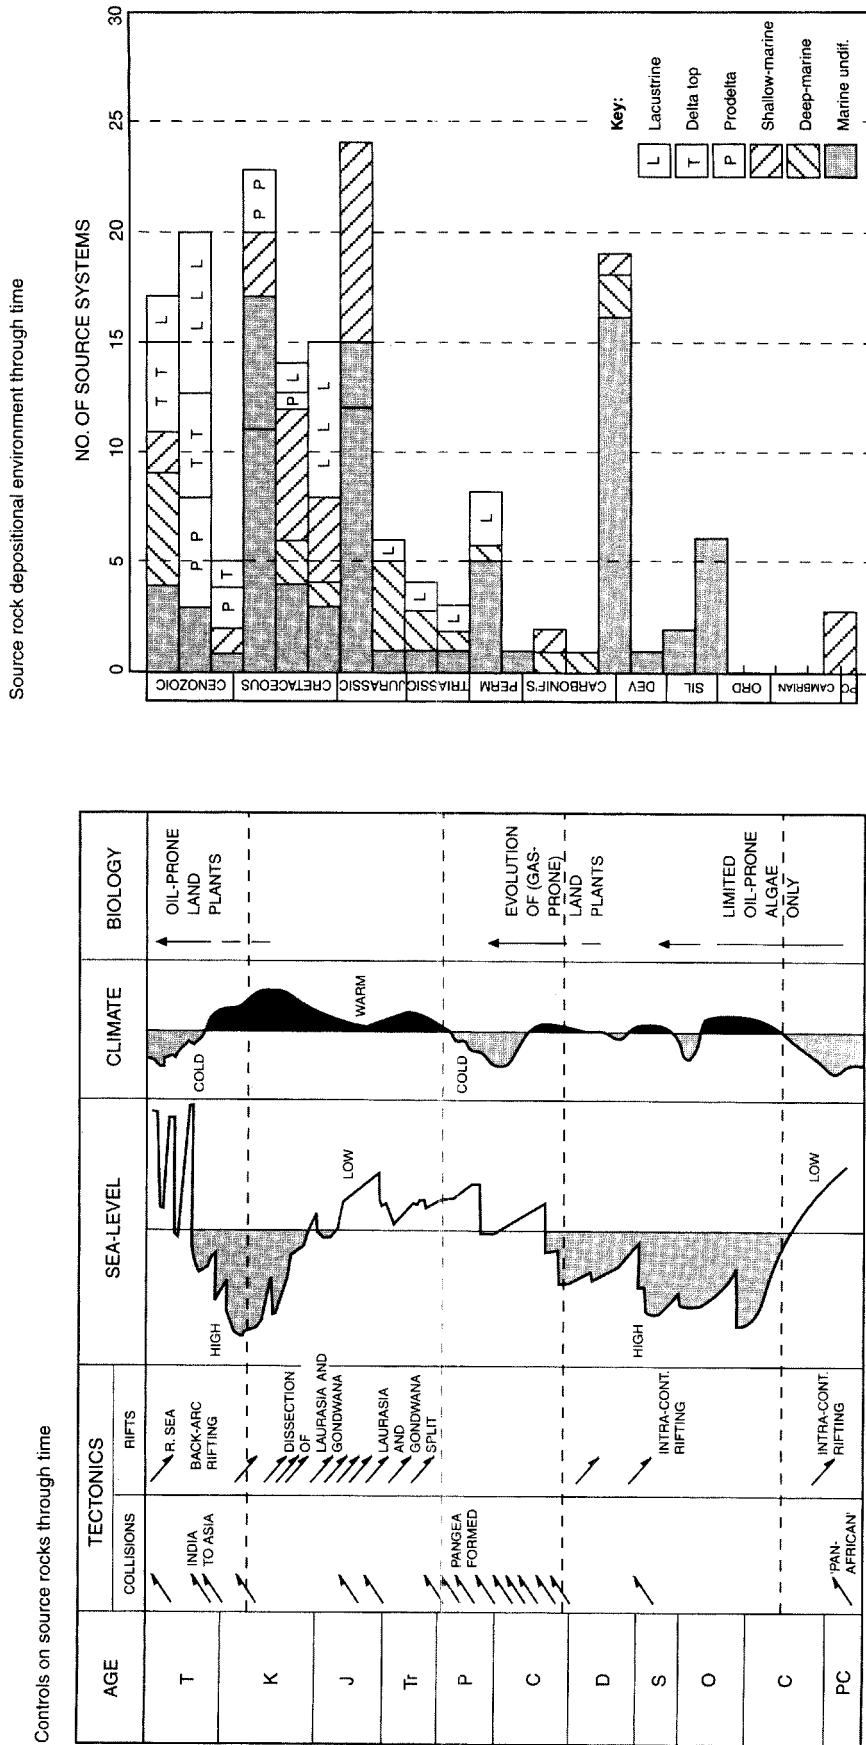 Source rock depositional environment through time
NO. OF SOURCE SYSTEMS
0
5
10
15
20
25
30
T T L
P P T T L L L
P T
P P
P L
L L L
L
L
L
L
CENOZOIC
CRETACEOUS
CRETACEOUS
JURASSIC
JURASSIC
TRIASSIC
PERM
CARBONIF'S
CARBONIFS
DEV
SIL
ORD
CAMBRIAN
CAMBRIAN
PC
Key:
L Lacustrine
T Delta top
P Prodelta
Shallow-marine
Deep-marine
Marine undif.
Controls on source rocks through time
AGE
TECTONICS
COLLISIONS
RIFTS
SEA-LEVEL
CLIMATE
BIOLOGY
T
K
J
Tr
P
C
D
S
O
C
PC
INDIA
TO ASIA
PANGEA
FORMED
'PAN-
AFRICAN'
R. SEA
BACK-ARC
RIFTING
DISSECTION
OF
LAURASIA AND
GONDWANA
LAURASIA
AND
GONDWANA
SPLIT
INTRA-CONT.
RIFTING
INTRA-CONT.
RIFTING
HIGH
LOW
HIGH
LOW
COLD
WARM
COLD
OIL-PRONE
LAND
PLANTS
EVOLUTION
OF (GAS-
PRONE)
LAND
PLANTS
LIMITED
OIL-PRONE
ALGAE
ONLY